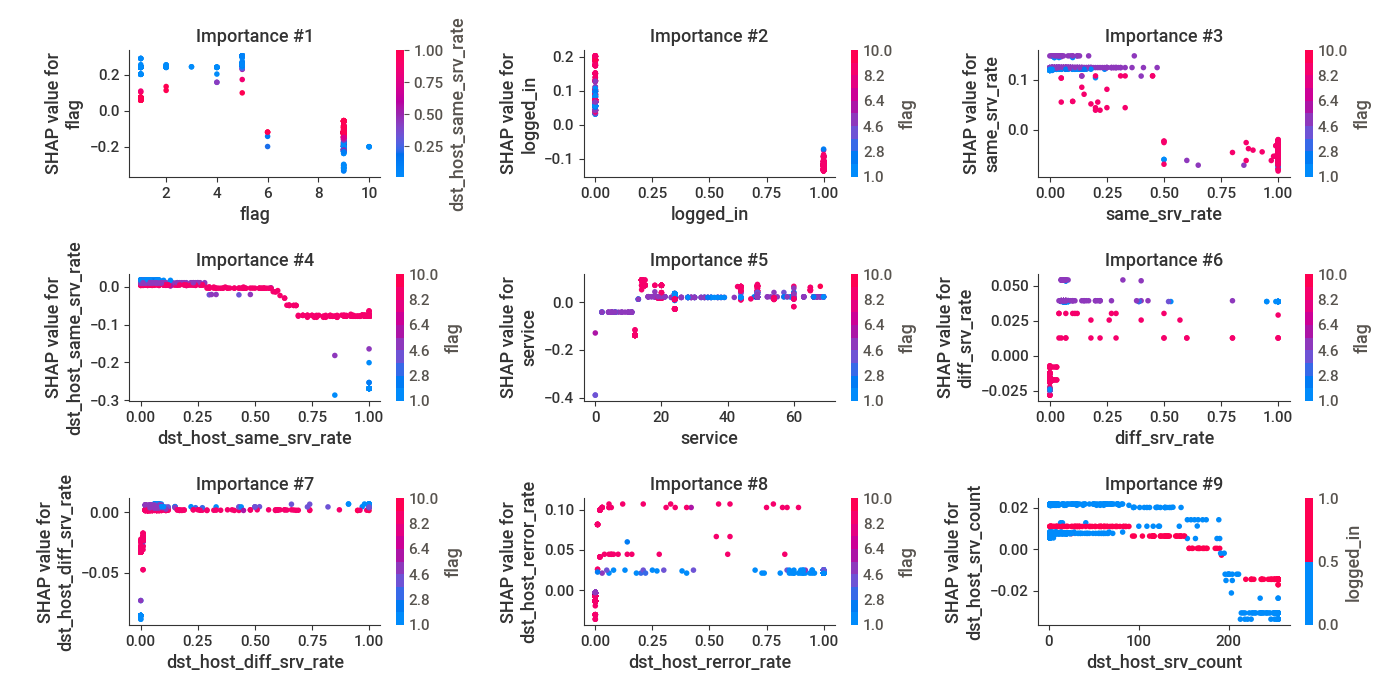 Importance #1
SHAP value for
flag
0.2
0.0
−0.2
2
4
6
8
10
flag
1.00
0.75
0.50
0.25
dst_host_same_srv_rate
Importance #2
SHAP value for
logged_in
0.2
0.1
0.0
−0.1
0.00
0.25
0.50
0.75
1.00
logged_in
10.0
8.2
6.4
4.6
2.8
1.0
flag
Importance #3
SHAP value for
same_srv_rate
0.1
0.0
0.00
0.25
0.50
0.75
1.00
same_srv_rate
10.0
8.2
6.4
4.6
2.8
1.0
flag
Importance #4
SHAP value for
dst_host_same_srv_rate
0.0
−0.1
−0.2
−0.3
0.00
0.25
0.50
0.75
1.00
dst_host_same_srv_rate
10.0
8.2
6.4
4.6
2.8
1.0
flag
Importance #5
SHAP value for
service
0.0
−0.2
−0.4
0
20
40
60
service
10.0
8.2
6.4
4.6
2.8
1.0
flag
Importance #6
SHAP value for
diff_srv_rate
0.050
0.025
0.000
−0.025
0.00
0.25
0.50
0.75
1.00
diff_srv_rate
10.0
8.2
6.4
4.6
2.8
1.0
flag
Importance #7
SHAP value for
dst_host_diff_srv_rate
0.00
−0.05
0.00
0.25
0.50
0.75
1.00
dst_host_diff_srv_rate
10.0
8.2
6.4
4.6
2.8
1.0
flag
Importance #8
SHAP value for
dst_host_rerror_rate
0.10
0.05
0.00
0.00
0.25
0.50
0.75
1.00
dst_host_rerror_rate
10.0
8.2
6.4
4.6
2.8
1.0
flag
Importance #9
SHAP value for
dst_host_srv_count
0.02
0.00
−0.02
0
100
200
dst_host_srv_count
1.0
0.5
0.0
logged_in